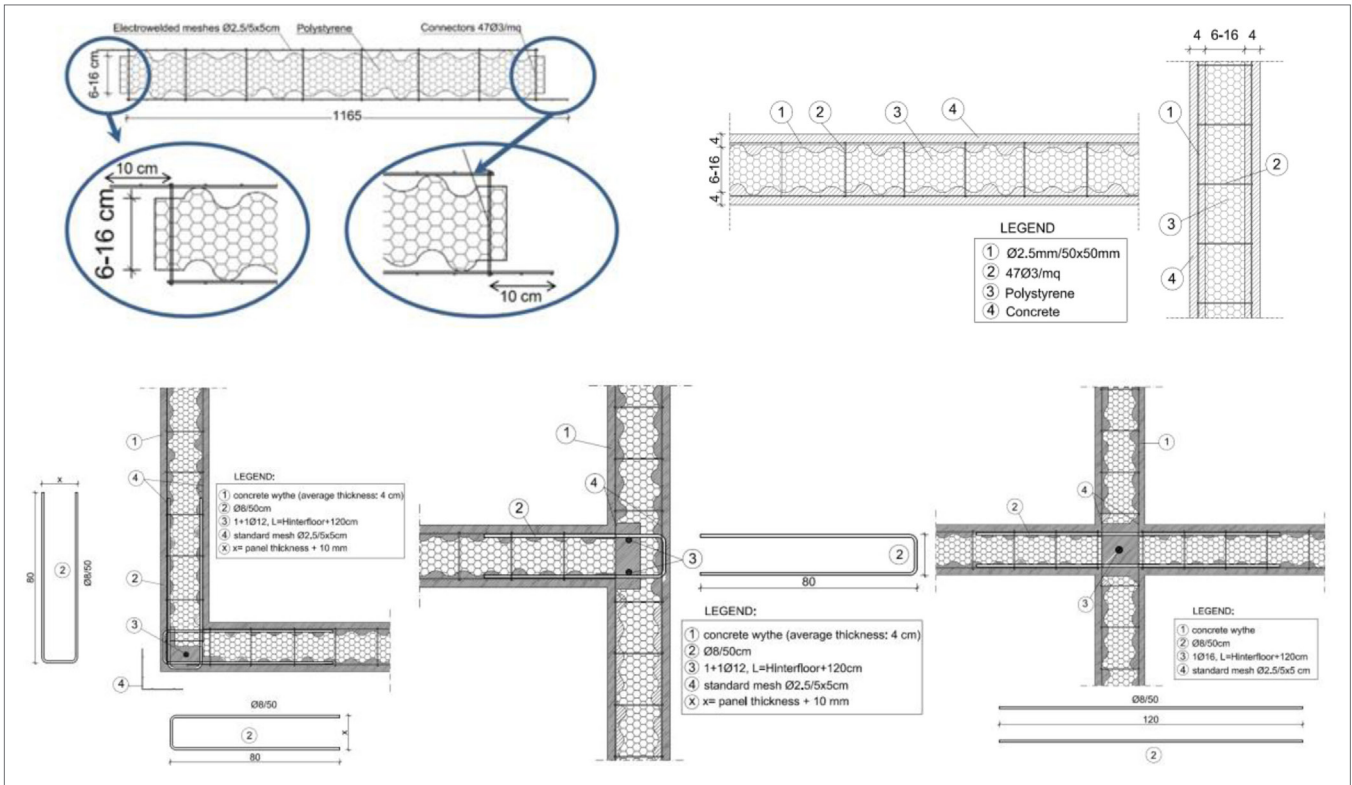 Electrowelded meshes Ø2.5/5x5cm
Polystyrene
Connectors 47Ø3/mq
6-16 cm
1165
10 cm
6-16 cm
10 cm
1
2
3
4
4
6-16
4
4
6-16
4
1
2
3
4
LEGEND
1 Ø2.5mm/50x50mm
2 47Ø3/mq
3 Polystyrene
4 Concrete
1
4
2
3
4
x
80
2
Ø8/50
LEGEND:
1 concrete wythe (average thickness: 4 cm)
2 Ø8/50cm
3 1+1Ø12, L=Hinterfloor+120cm
4 standard mesh Ø2,5/5x5cm
x x= panel thickness + 10 mm
Ø8/50
2
80
x
1
4
2
3
2
80
LEGEND:
1 concrete wythe (average thickness: 4 cm)
2 Ø8/50cm
3 1+1Ø12, L=Hinterfloor+120cm
4 standard mesh Ø2.5/5x5cm
x x= panel thickness + 10 mm
1
4
2
3
LEGEND:
1 concrete wythe
2 Ø8/50cm
3 1Ø16, L=Hinterfloor+120cm
4 standard mesh Ø2.5/5x5 cm
Ø8/50
120
2